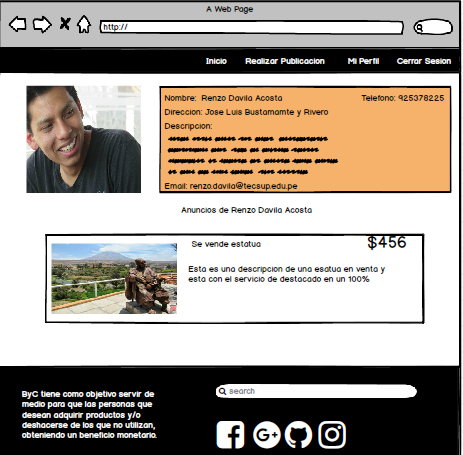 A Web Page
http://
Inicio Realizar Publicacion Mi Perfil Cerrar Sesion
Nombre: Renzo Davila Acosta Telefono: 925378225
Direccion: Jose Luis Bustamamte y Rivero
Descripcion:
Email: renzo.davila@tecsup.edu.pe
Anuncios de Renzo Davila Acosta
Se vende estatua $456
Esta es una descripcion de una esatua en venta y
esta con el servicio de destacado en un 100%
ByC tiene como objetivo servir de
medio para que las personas que
desean adquirir productos y/o
deshacerse de los que no utilizan,
obteniendo un beneficio monetario.
search